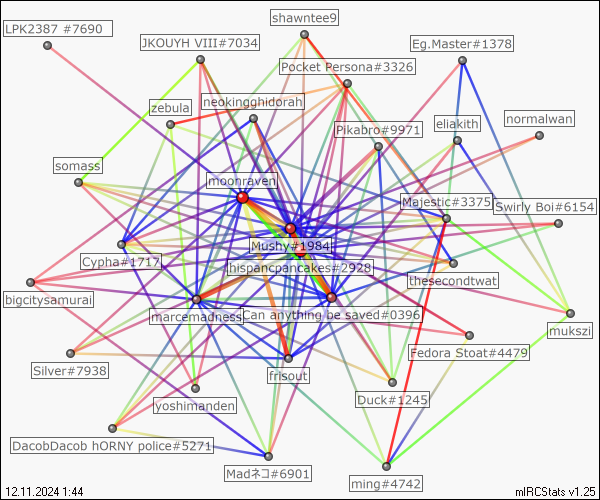 shawntee9
LPK2387 #7690
JKOUYH VIII#7034
Eg.Master#1378
Pocket Persona#3326
zebula
neokingghidorah
normalwan
Pikabro#9971
eliakith
somass
moonraven
Majestic#3375
Swirly Boi#6154
Mushy#1984
Cypha#1717
hispancpancakes#2928
thesecondtwat
bigcitysamurai
marcemadness
Can anything be saved#0396
mukszi
Fedora Stoat#4479
Silver#7938
frisout
yoshimanden
Duck#1245
DacobDacob hORNY police#5271
Madネコ#6901
ming#4742
12.11.2024 1:44
mIRCStats v1.25